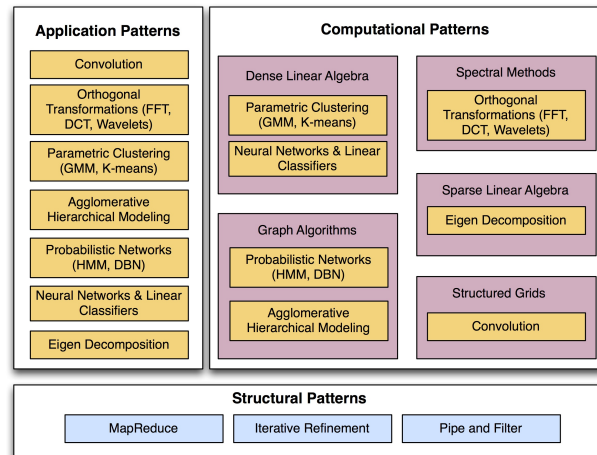 Application Patterns
Convolution
Orthogonal
Transformations (FFT,
DCT, Wavelets)
Parametric Clustering
(GMM, K-means)
Agglomerative
Hierarchical Modeling
Probabilistic Networks
(HMM, DBN)
Neural Networks & Linear
Classifiers
Eigen Decomposition
Computational Patterns
Dense Linear Algebra
Parametric Clustering
(GMM, K-means)
Neural Networks & Linear
Classifiers
Graph Algorithms
Probabilistic Networks
(HMM, DBN)
Agglomerative
Hierarchical Modeling
Spectral Methods
Orthogonal
Transformations (FFT,
DCT, Wavelets)
Sparse Linear Algebra
Eigen Decomposition
Structured Grids
Convolution
Structural Patterns
MapReduce
Iterative Refinement
Pipe and Filter